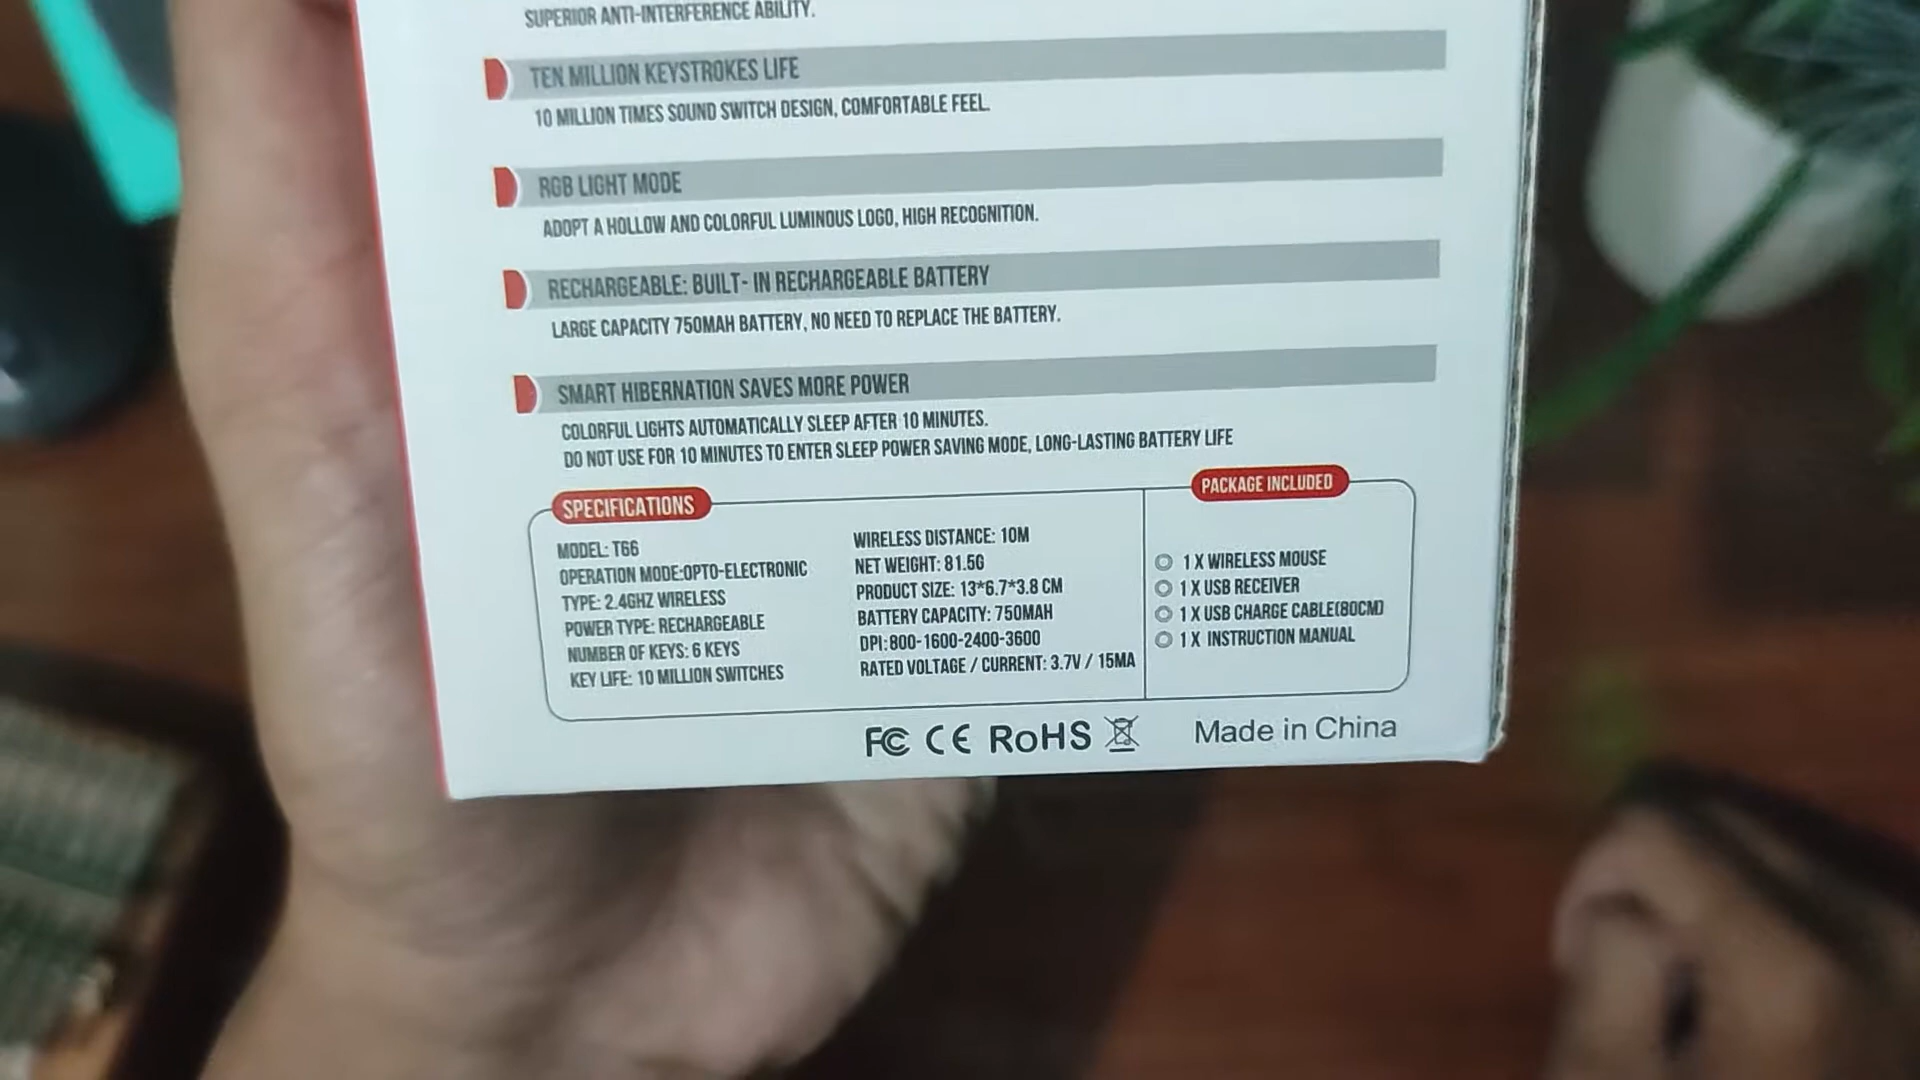 SUPERIOR ANTI-INTERFERENCE ABILITY.
TEN MILLION KEYSTROKES LIFE
10 MILLION TIMES SOUND SWITCH DESIGN, COMFORTABLE FEEL.
RGB LIGHT MODE
ADOPT A HOLLOW AND COLORFUL LUMINOUS LOGO, HIGH RECOGNITION.
RECHARGEABLE: BUILT- IN RECHARGEABLE BATTERY
LARGE CAPACITY 750MAH BATTERY, NO NEED TO REPLACE THE BATTERY.
SMART HIBERNATION SAVES MORE POWER
COLORFUL LIGHTS AUTOMATICALLY SLEEP AFTER 10 MINUTES.
DO NOT USE FOR 10 MINUTES TO ENTER SLEEP POWER SAVING MODE, LONG-LASTING BATTERY LIFE
SPECIFICATIONS
MODEL: T66
OPERATION MODE:OPTO-ELECTRONIC
TYPE: 2.4GHZ WIRELESS
POWER TYPE: RECHARGEABLE
NUMBER OF KEYS: 6 KEYS
KEY LIFE: 10 MILLION SWITCHES
WIRELESS DISTANCE: 10M
NET WEIGHT: 81.5G
PRODUCT SIZE: 13*6.7*3.8 CM
BATTERY CAPACITY: 750MAH
DPI:800-1600-2400-3600
RATED VOLTAGE / CURRENT: 3.7V / 15MA
PACKAGE INCLUDED
1 X WIRELESS MOUSE
1 X USB RECEIVER
1 X USB CHARGE CABLE(80CM)
1 X INSTRUCTION MANUAL
FC CE RoHS
Made in China